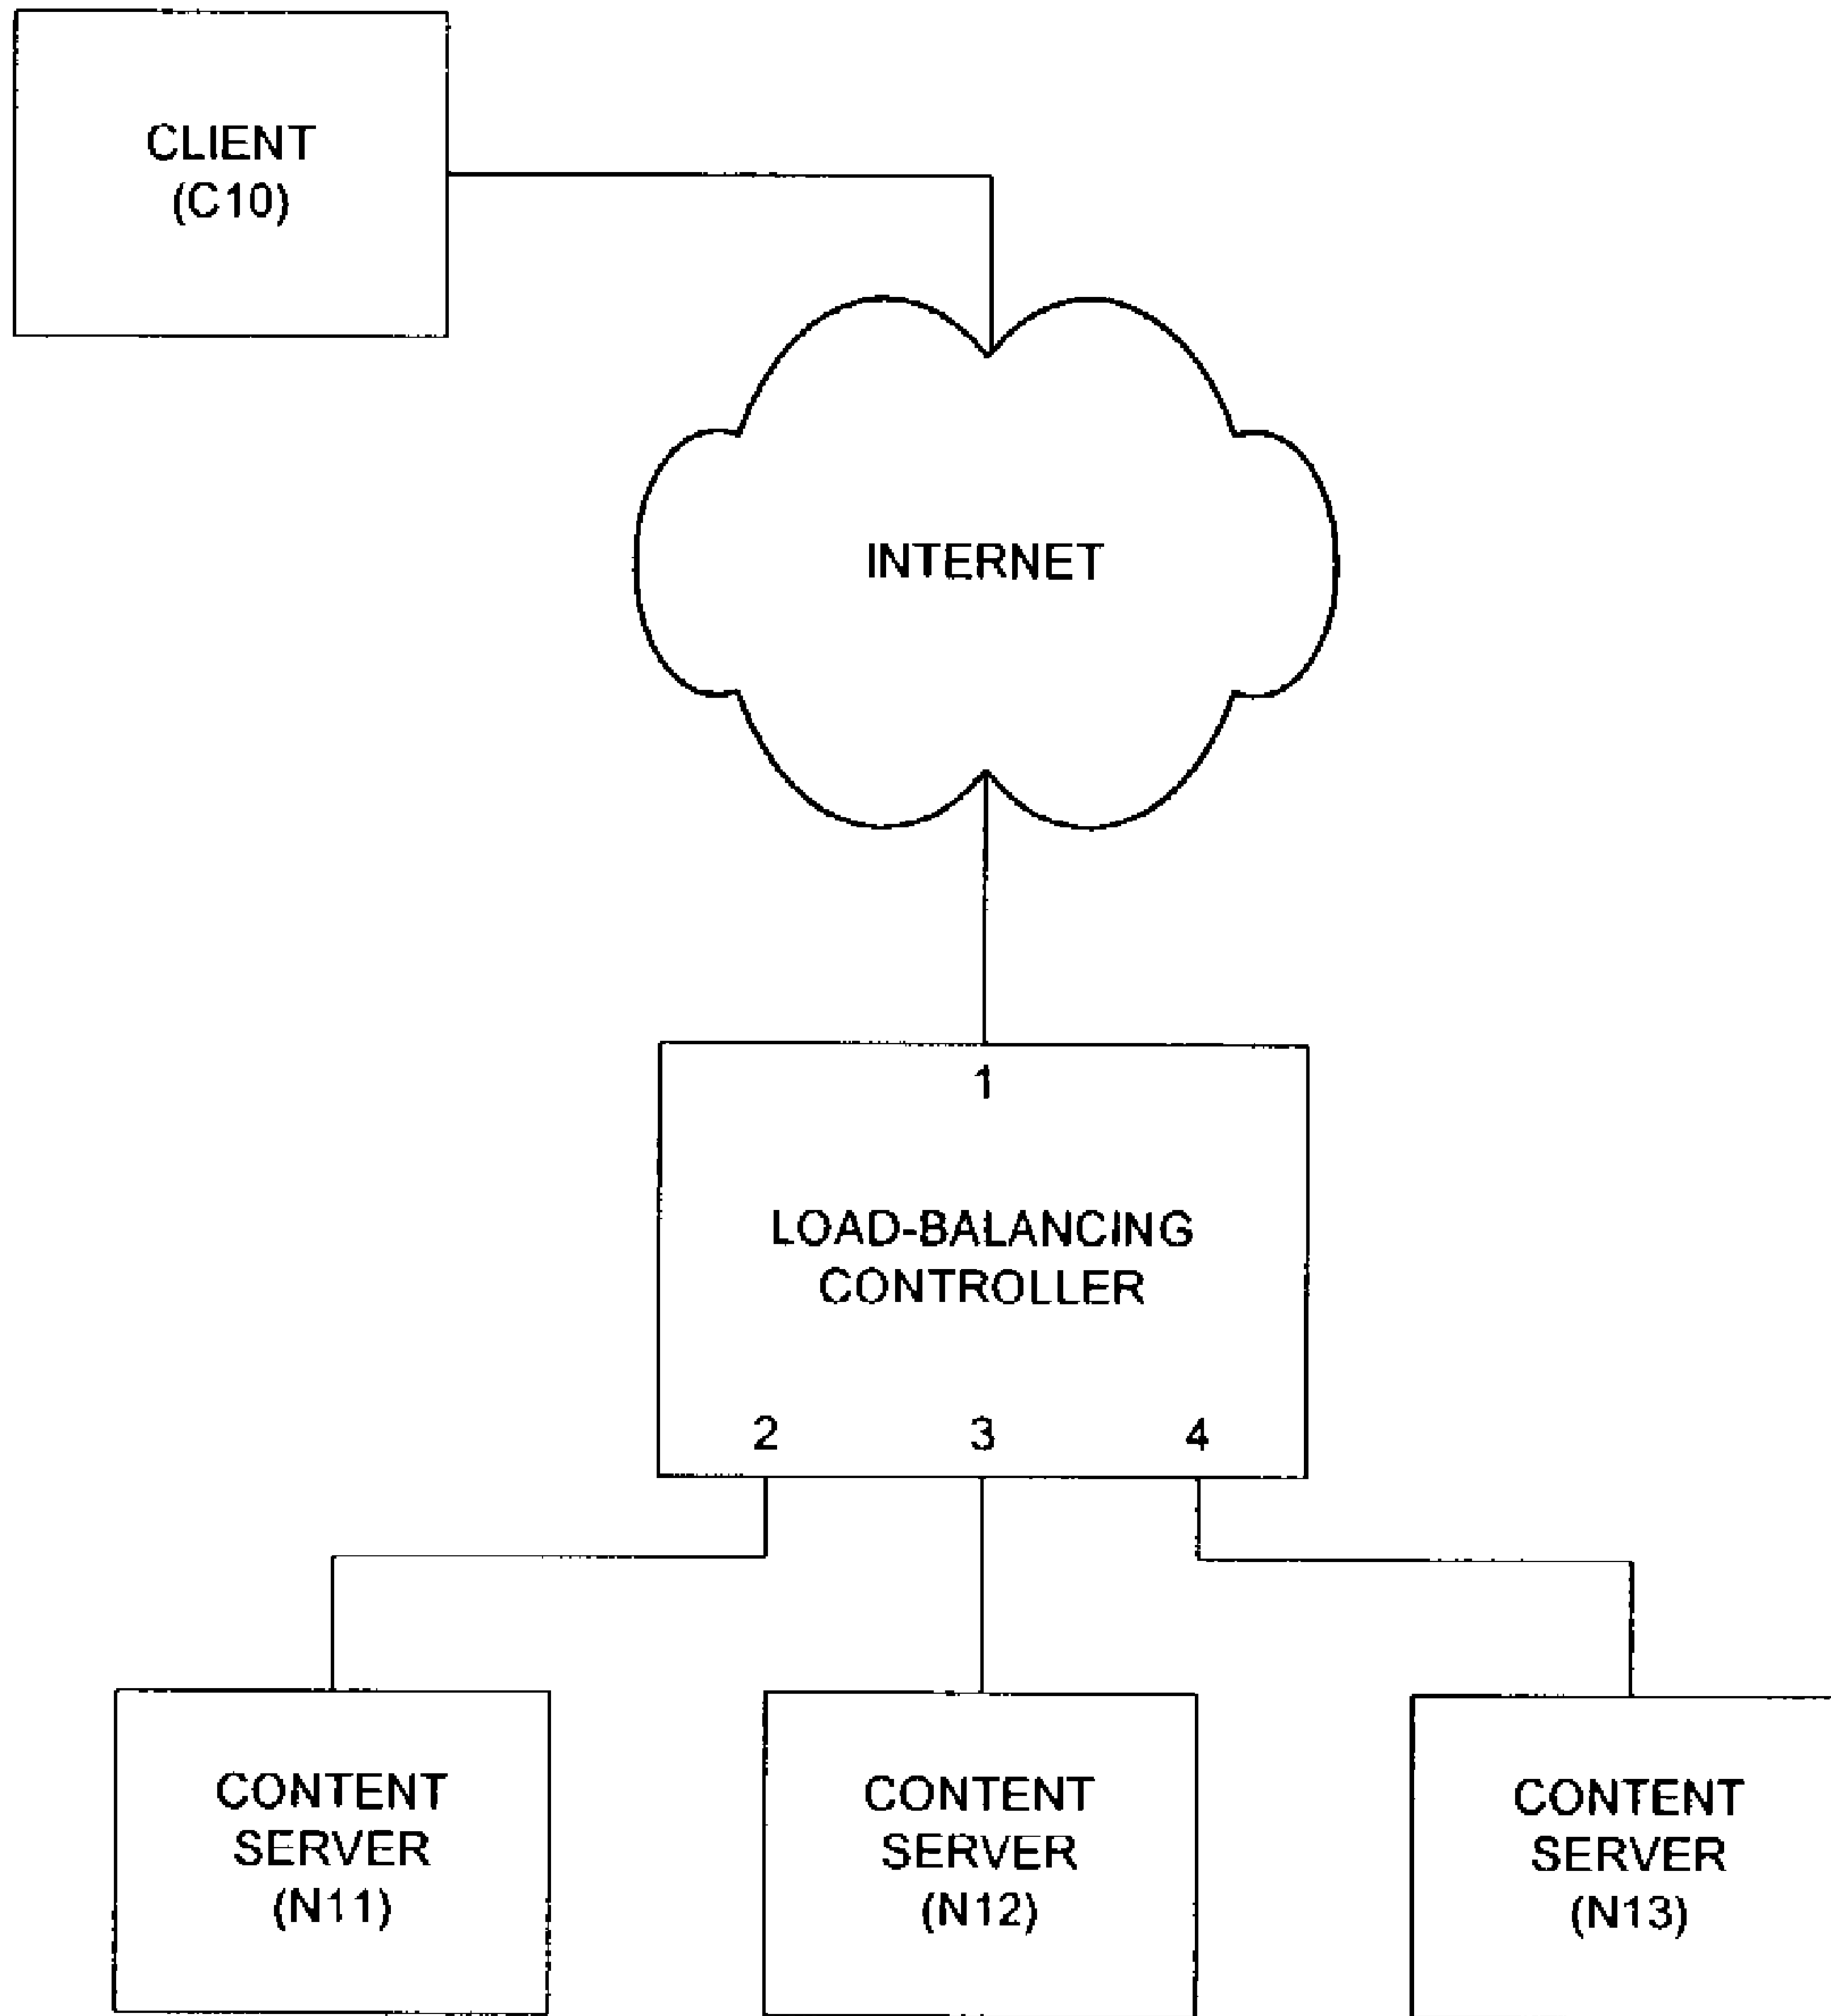 CLIENT
(C10)
INTERNET
1
LOAD-BALANCING
CONTROLLER
2 3 4
CONTENT
SERVER
(N11)
CONTENT
SERVER
(N12)
CONTENT
SERVER
(N13)